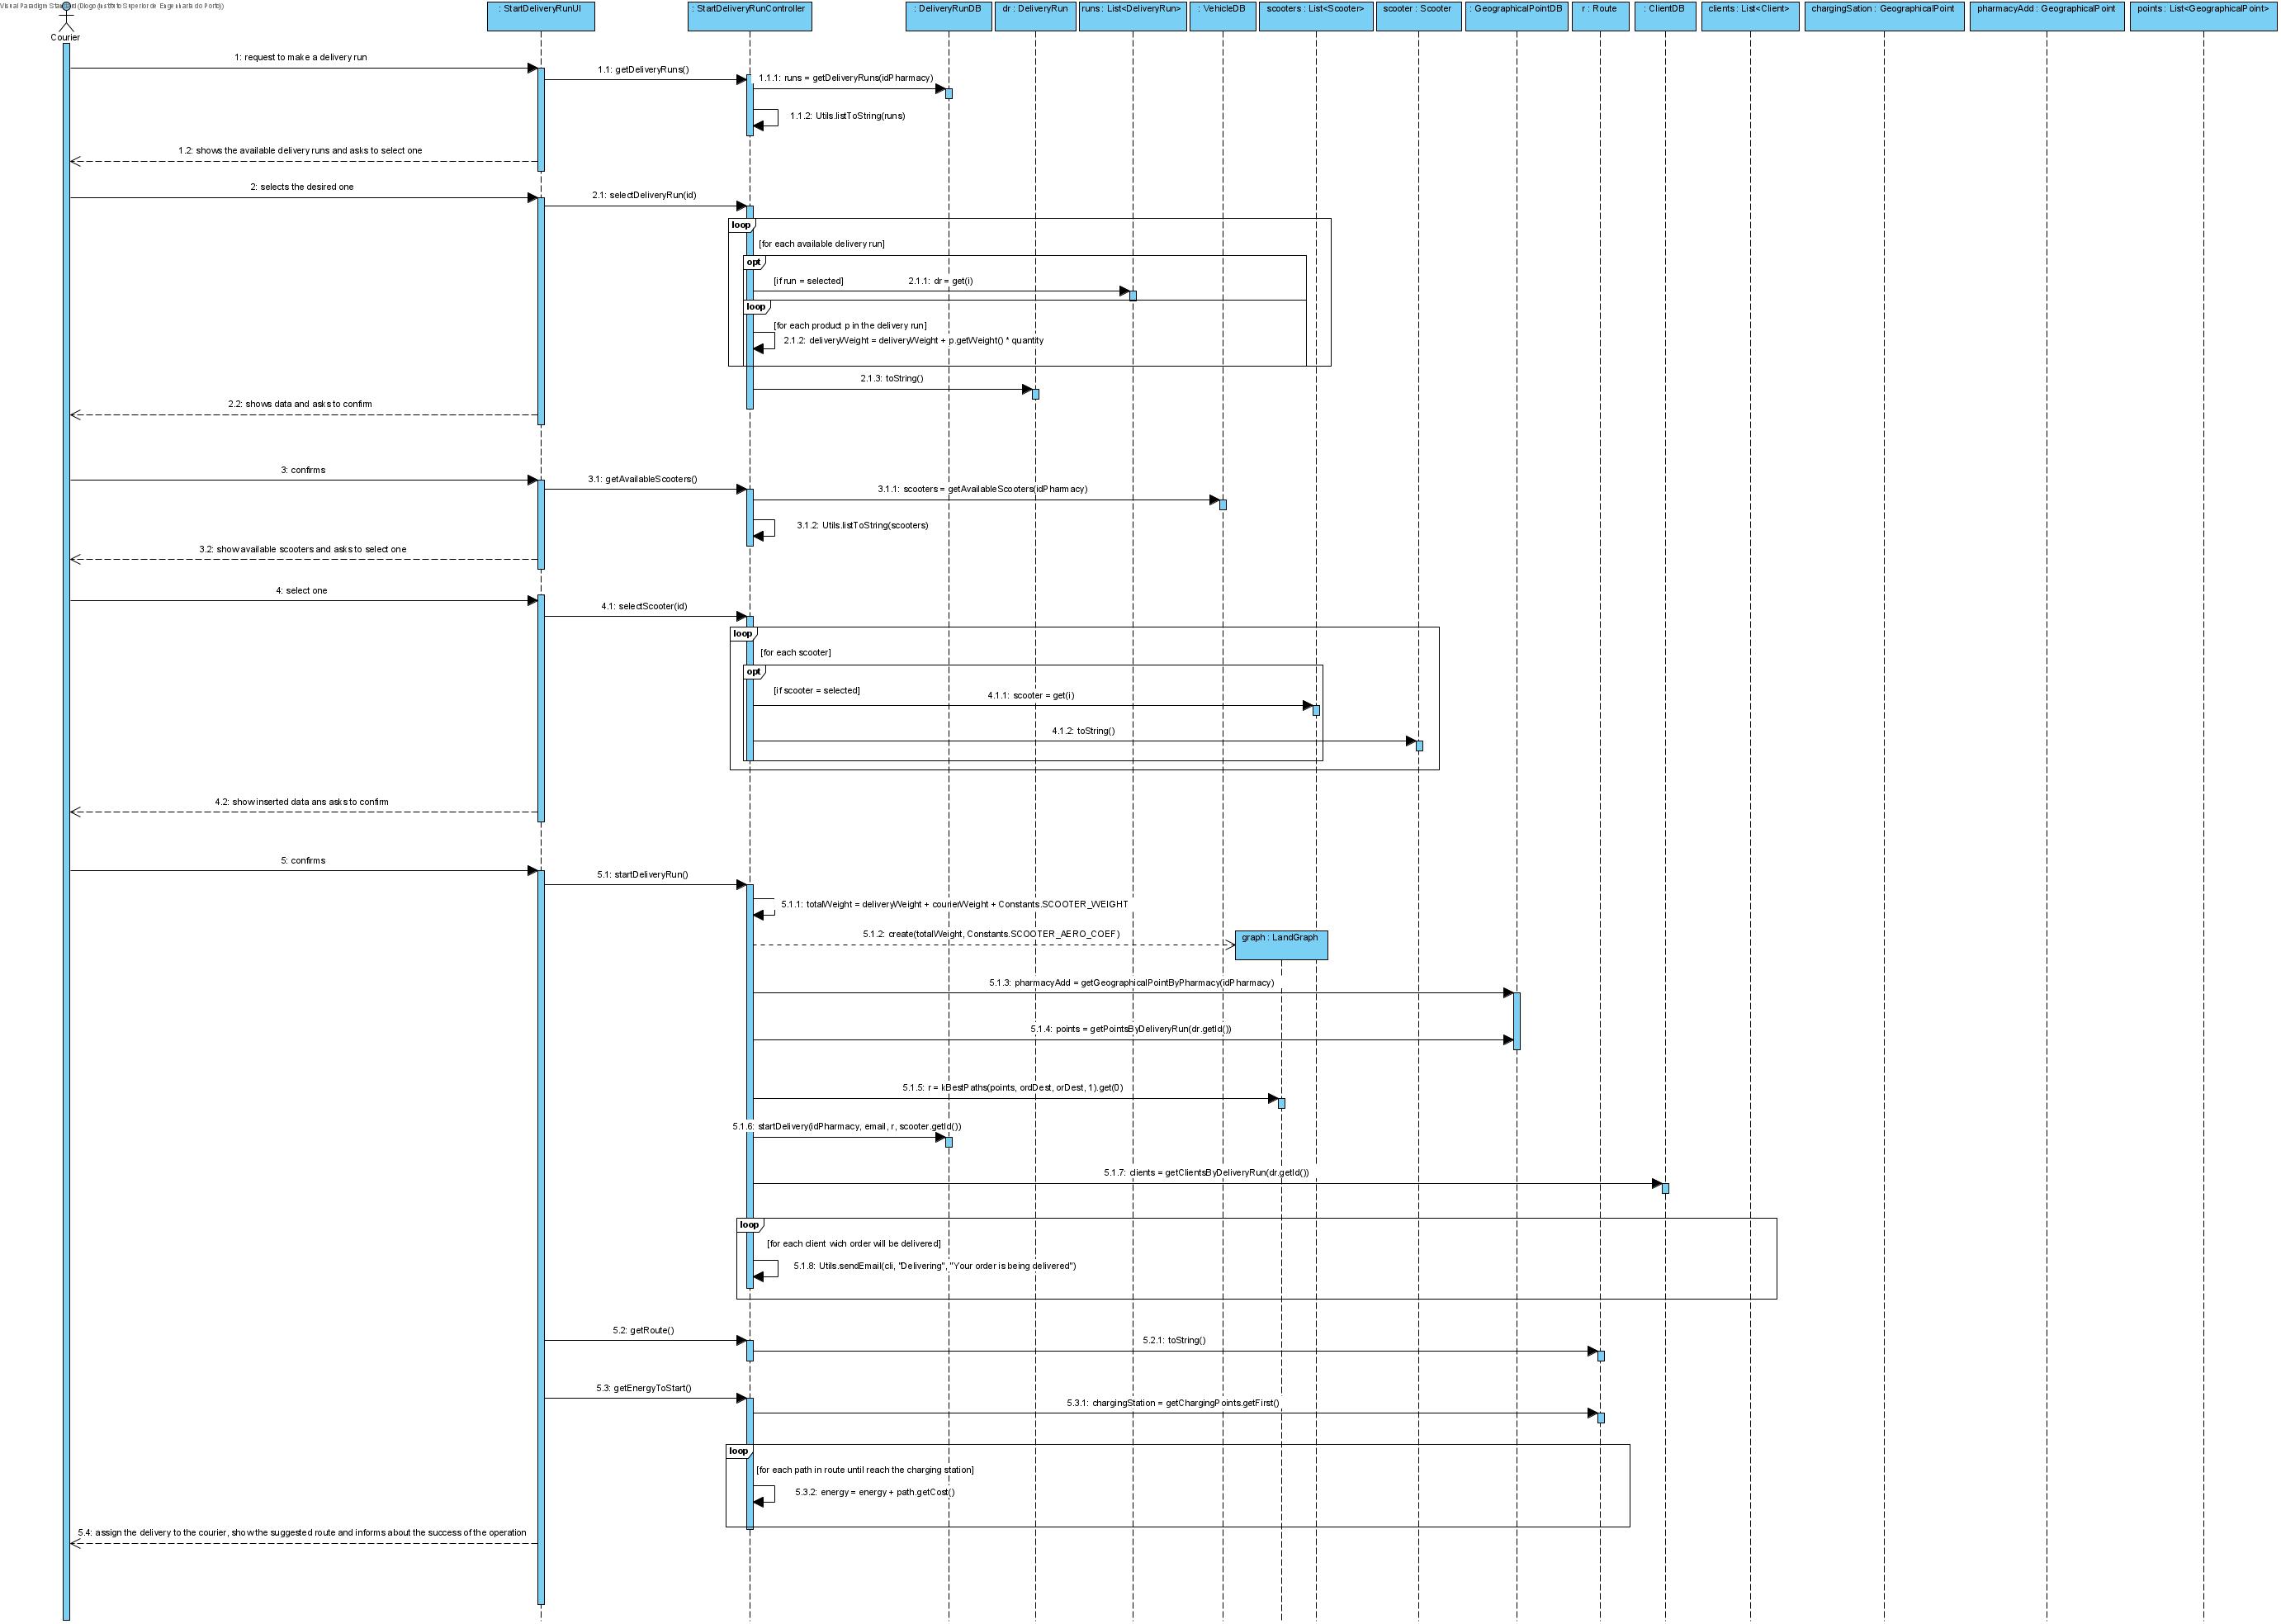 Visual Paradigm Standard(Diogo(Instituto Superior de Engenharia do Porto))
Courier
: StartDeliveryRunUI
: StartDeliveryRunController
: DeliveryRunDB
dr : DeliveryRun
runs : List<DeliveryRun>
: VehicleDB
scooters : List<Scooter>
scooter : Scooter
: GeographicalPointDB
r : Route
: ClientDB
clients : List<Client>
chargingSation : GeographicalPoint
pharmacyAdd : GeographicalPoint
points : List<GeographicalPoint>
1: request to make a delivery run
1.1: getDeliveryRuns()
1.1.1: runs = getDeliveryRuns(idPharmacy)
1.1.2: Utils.listToString(runs)
1.2: shows the available delivery runs and asks to select one
2: selects the desired one
2.1: selectDeliveryRun(id)
loop
[for each available delivery run]
opt
[if run = selected]
2.1.1: dr = get(i)
loop
[for each product p in the delivery run]
2.1.2: deliveryWeight = deliveryWeight + p.getWeight() * quantity
2.1.3: toString()
2.2: shows data and asks to confirm
3: confirms
3.1: getAvailableScooters()
3.1.1: scooters = getAvailableScooters(idPharmacy)
3.1.2: Utils.listToString(scooters)
3.2: show available scooters and asks to select one
4: select one
4.1: selectScooter(id)
loop
[for each scooter]
opt
[if scooter = selected]
4.1.1: scooter = get(i)
4.1.2: toString()
4.2: show inserted data ans asks to confirm
5: confirms
5.1: startDeliveryRun()
5.1.1: totalWeight = deliveryWeight + courierWeight + Constants.SCOOTER_WEIGHT
5.1.2: create(totalWeight, Constants.SCOOTER_AERO_COEF)
graph : LandGraph
5.1.3: pharmacyAdd = getGeographicalPointByPharmacy(idPharmacy)
5.1.4: points = getPointsByDeliveryRun(dr.getId())
5.1.5: r = kBestPaths(points, ordDest, orDest, 1).get(0)
5.1.6: startDelivery(idPharmacy, email, r, scooter.getId())
5.1.7: clients = getClientsByDeliveryRun(dr.getId())
loop
[for each client wich order will be delivered]
5.1.8: Utils.sendEmail(cli, "Delivering", "Your order is being delivered")
5.2: getRoute()
5.2.1: toString()
5.3: getEnergyToStart()
5.3.1: chargingStation = getChargingPoints.getFirst()
loop
[for each path in route until reach the charging station]
5.3.2: energy = energy + path.getCost()
5.4: assign the delivery to the courier, show the suggested route and informs about the success of the operation